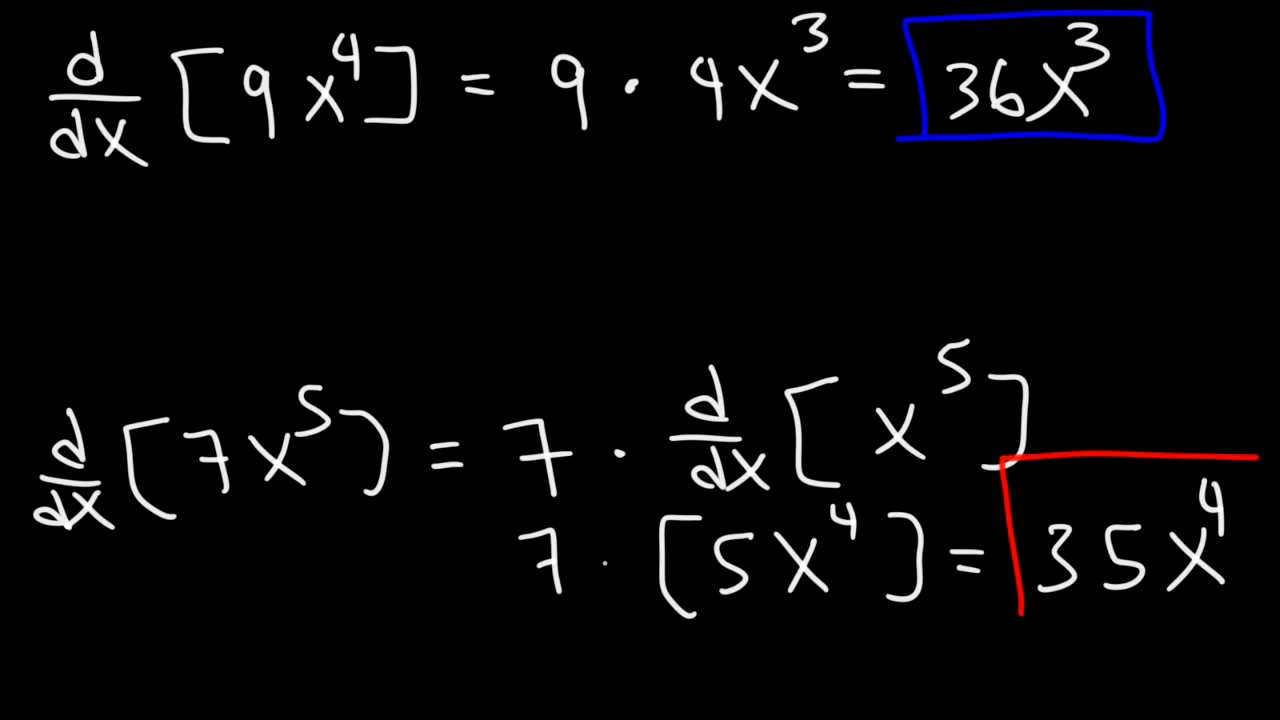 d/dx [9x⁴] = 9 · 4x³ = 36x³
d/dx [7x⁵] = 7 · d/dx [x⁵]
7 · [5x⁴] = 35x⁴